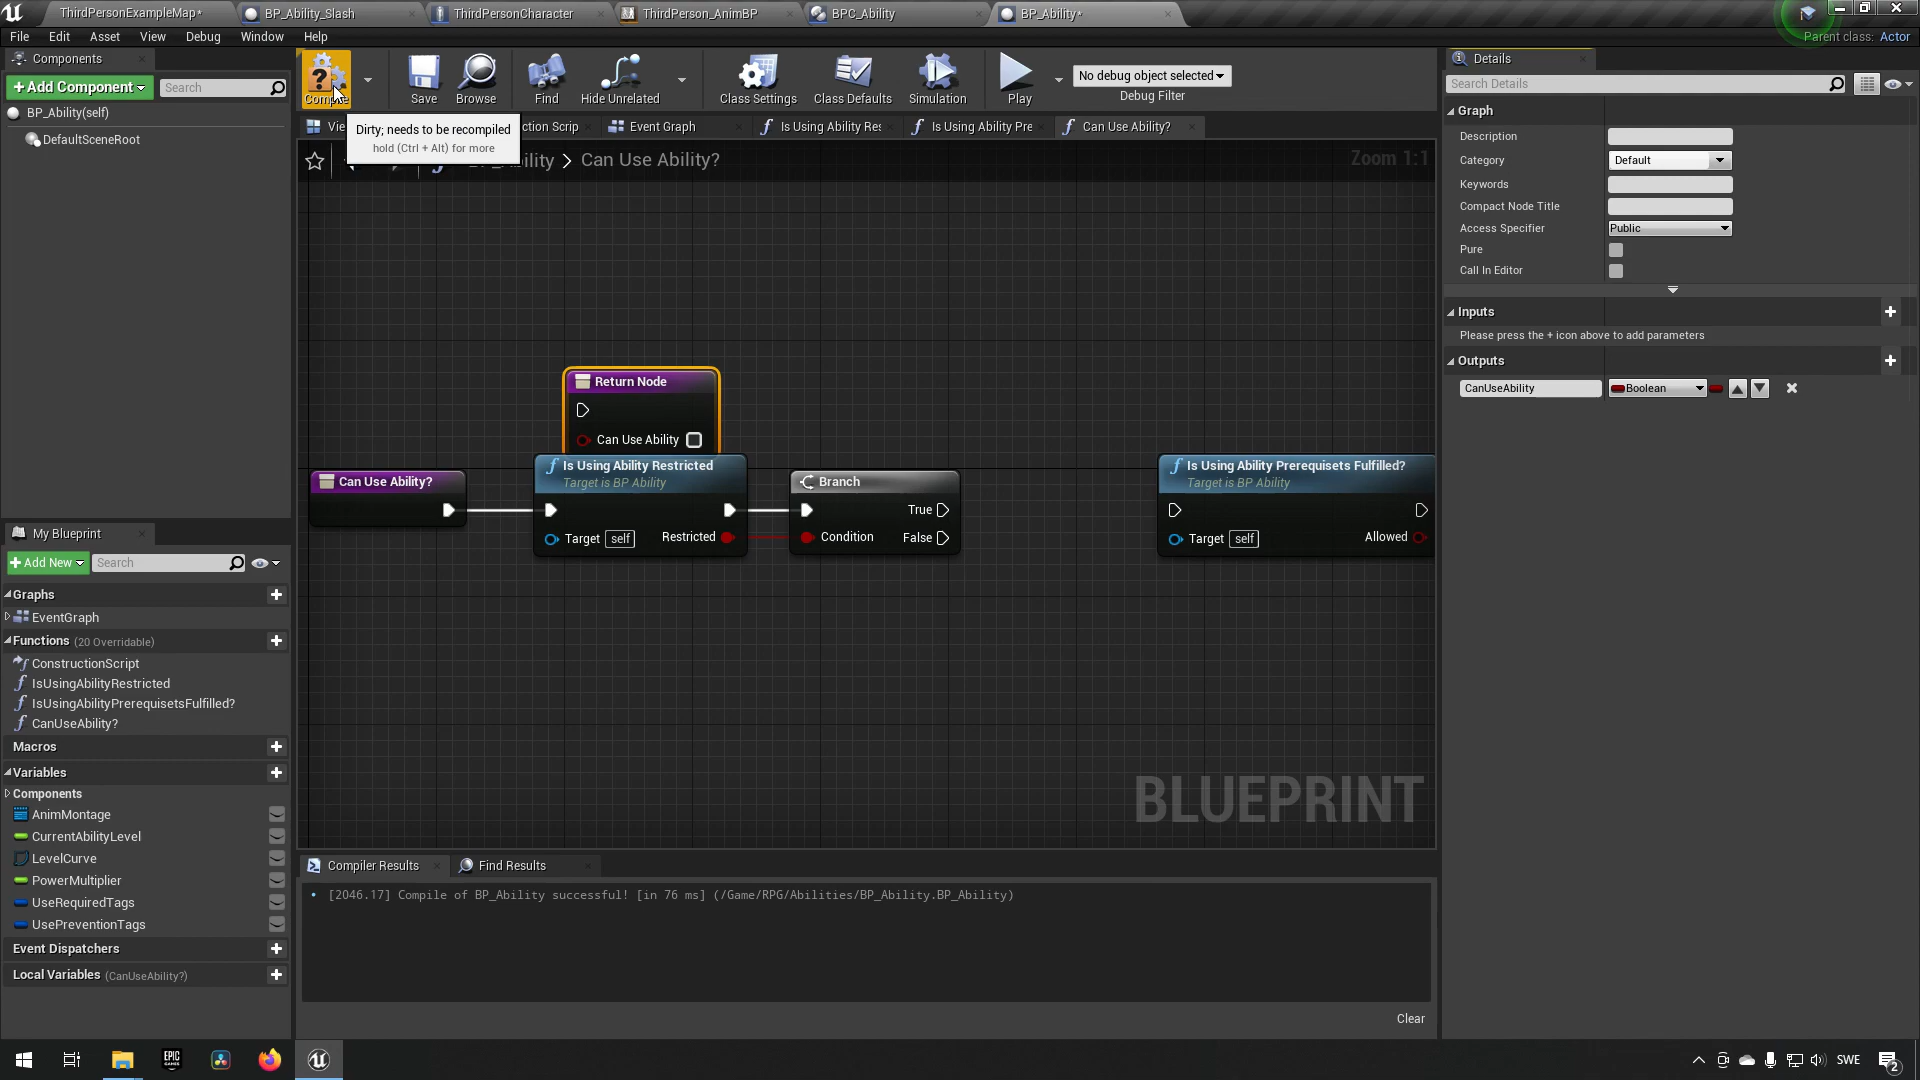 ThirdPersonExampleMap*
BP_Ability_Slash
ThirdPersonCharacter
ThirdPerson_AnimBP
BPC_Ability
BP_Ability*
File
Edit
Asset
View
Debug
Window
Help
Parent class: Actor
Components
+Add Component
Search
BP_Ability(self)
DefaultSceneRoot
Save
Browse
Find
Hide Unrelated
Class Settings
Class Defaults
Simulation
Play
No debug object selected
Debug Filter
Dirty; needs to be recompiled
hold (Ctrl + Alt) for more
ction Scrip
Event Graph
Is Using Ability Res
Is Using Ability Pre
Can Use Ability?
> Can Use Ability?
Zoom 1:1
Return Node
Can Use Ability
Can Use Ability?
Is Using Ability Restricted
Target is BP Ability
Target self
Restricted
Branch
True
Condition
False
Is Using Ability Prerequisets Fulfilled?
Target is BP Ability
Target self
Allowed
BLUEPRINT
My Blueprint
+Add New
Search
Graphs
EventGraph
Functions (20 Overridable)
ConstructionScript
IsUsingAbilityRestricted
IsUsingAbilityPrerequisetsFulfilled?
CanUseAbility?
Macros
Variables
Components
AnimMontage
CurrentAbilityLevel
LevelCurve
PowerMultiplier
UseRequiredTags
UsePreventionTags
Event Dispatchers
Local Variables (CanUseAbility?)
Compiler Results
Find Results
[2046.17] Compile of BP_Ability successful! [in 76 ms] (/Game/RPG/Abilities/BP_Ability.BP_Ability)
Clear
Details
Search Details
Graph
Description
Category
Default
Keywords
Compact Node Title
Access Specifier
Public
Pure
Call In Editor
Inputs
Please press the + icon above to add parameters
Outputs
CanUseAbility
Boolean
EPIC GAMES
SWE
2